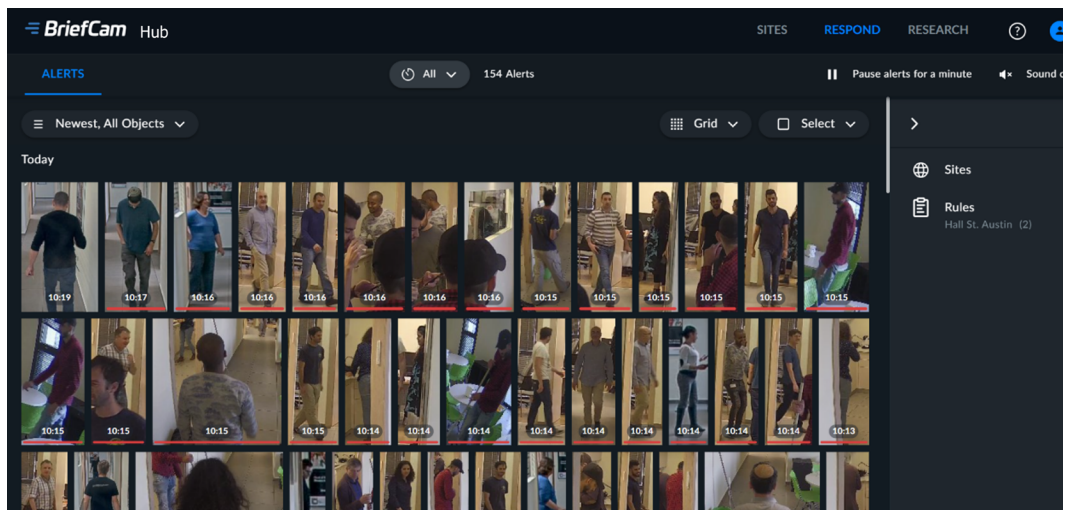 BriefCam Hub
SITES RESPOND RESEARCH ?
ALERTS All 154 Alerts Pause alerts for a minute Sound
Newest, All Objects Grid Select
Today
Sites
Rules
Hall St. Austin (2)
10:19 10:17 10:16 10:16 10:16 10:16 10:16 10:16 10:15 10:15 10:15 10:15 10:15 10:15
10:15 10:15 10:15 10:15 10:14 10:14 10:14 10:14 10:14 10:14 10:14 10:14 10:14 10:13